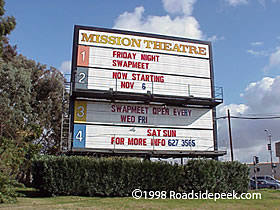 MISSION THEATRE
1 FRIDAY NIGHT
SWAPMEET
2 NOW STARTING
NOV 6
3 SWAPMEET OPEN EVERY
WED FRI
4 SAT SUN
FOR MORE INFO 627 3565
©1998 Roadsidepeek.com